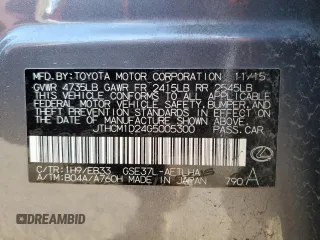 MFD. BY: TOYOTA MOTOR CORPORATION 11/15
GVWR 4735LB GAWR FR 2415LB RR 2545LB
THIS VEHICLE CONFORMS TO ALL APPLICABLE
FEDERAL MOTOR VEHICLE SAFETY, BUMPER, AND
THEFT PREVENTION STANDARDS IN EFFECT ON
THE DATE OF MANUFACTURE SHOWN ABOVE.
JTHCM1D24G5005300
PASS. CAR
C/TR: 1H9/EB33 GSE37L-AETLHA
A/TM: B04A/A760H MADE IN JAPAN 790A
AUTOBIDMASTER